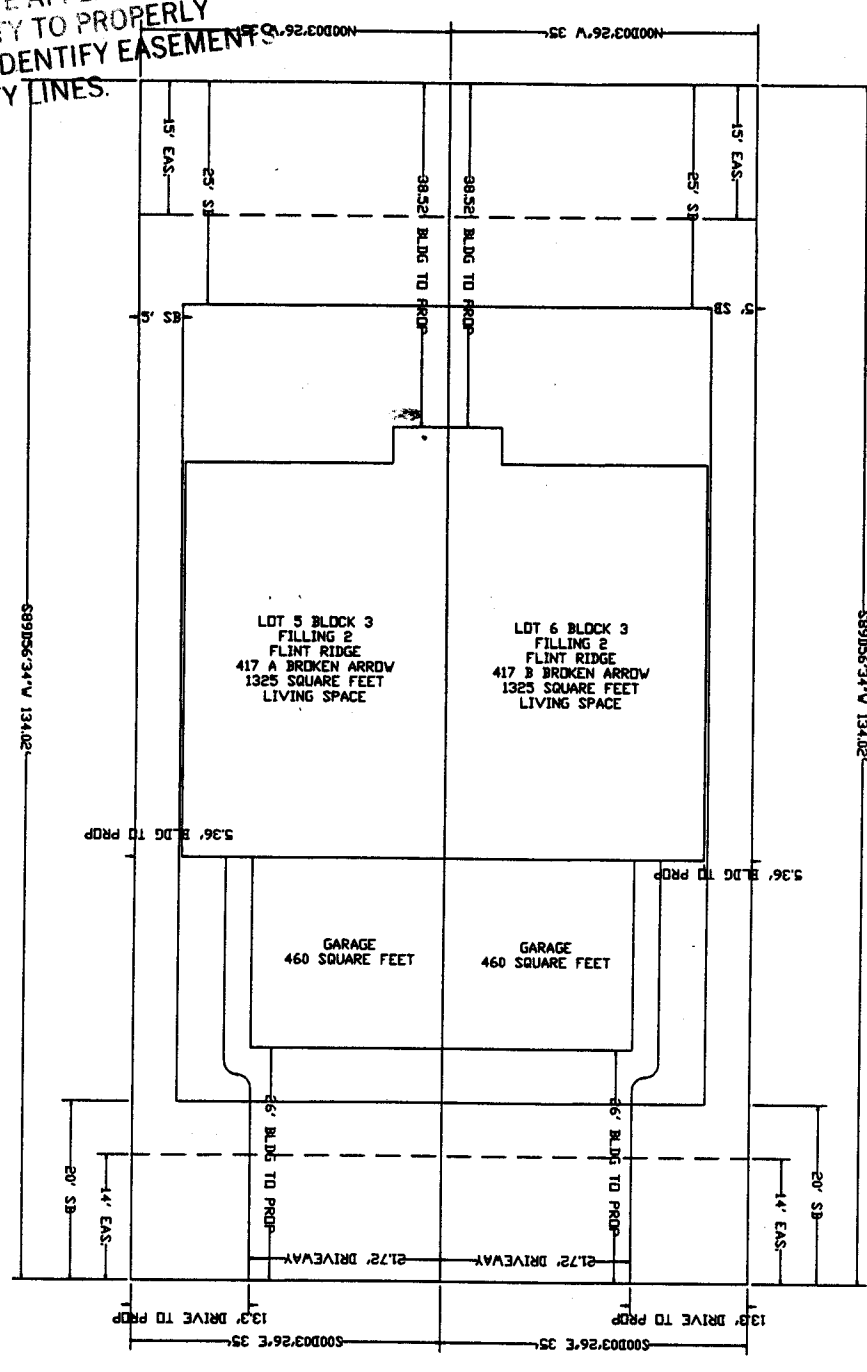 TY TO PROPERLY
IDENTIFY EASEMENTS
Y LINES.
N00D03'26"W 35'
N00D03'26"W 35'
15' EAS.
25' SB
38.52' BLDG TO PROP
38.52' BLDG TO PROP
25' SB
15' EAS.
5' SB
5' SB
S89D56'34"W 134.02'
S89D56'34"W 134.02'
LOT 5 BLOCK 3
FILLING 2
FLINT RIDGE
417 A BROKEN ARROW
1325 SQUARE FEET
LIVING SPACE
LOT 6 BLOCK 3
FILLING 2
FLINT RIDGE
417 B BROKEN ARROW
1325 SQUARE FEET
LIVING SPACE
5.36' BLDG TO PROP
5.36' BLDG TO PROP
GARAGE
460 SQUARE FEET
GARAGE
460 SQUARE FEET
20' SB
14' EAS.
26' BLDG TO PROP
26' BLDG TO PROP
14' EAS.
20' SB
21.72' DRIVEWAY
21.72' DRIVEWAY
13.3' DRIVE TO PROP
13.3' DRIVE TO PROP
S00D03'26"E 35'
S00D03'26"E 35'